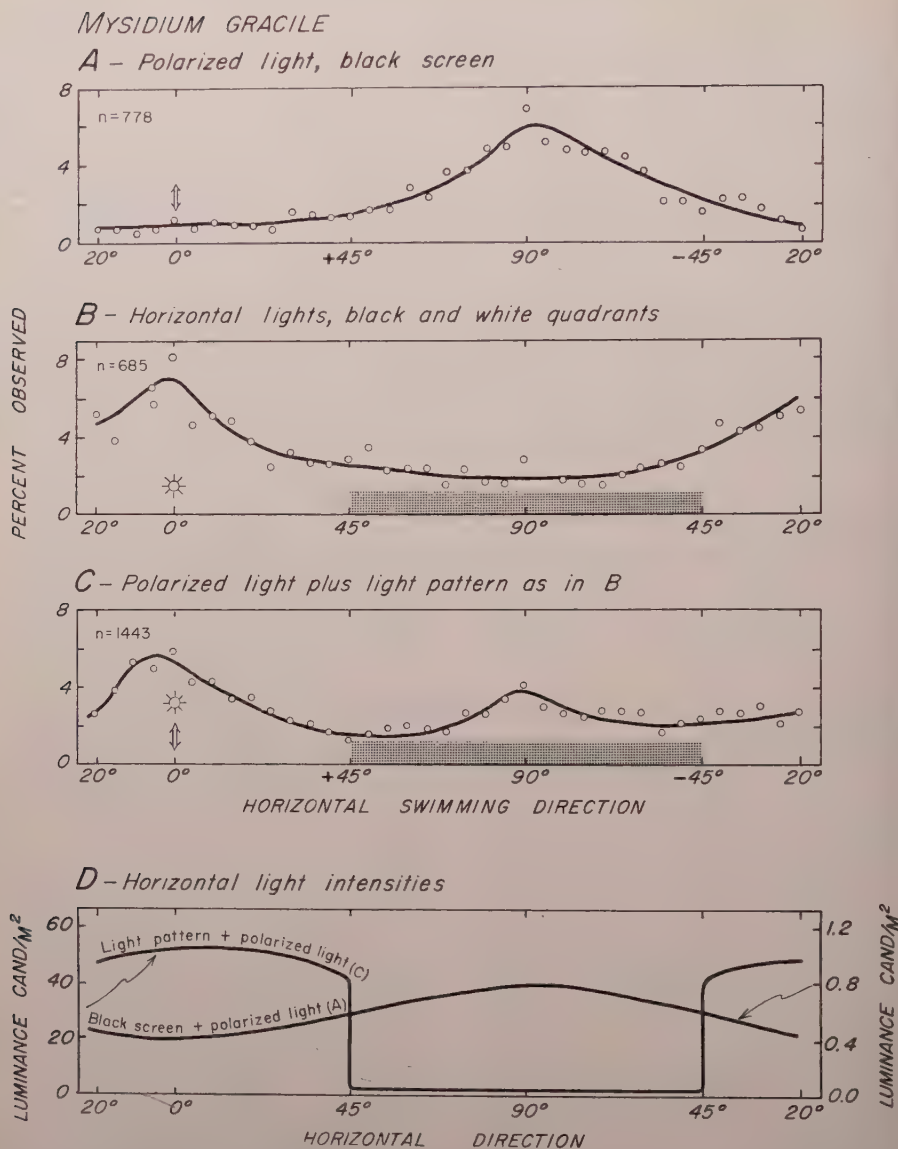 MYSIDIUM GRACILE
A – Polarized light, black screen
8
n=778
4
0
20° 0° +45° 90° −45° 20°
B – Horizontal lights, black and white quadrants
8
n=685
4
0
20° 0° 45° 90° 45° 20°
PERCENT OBSERVED
C – Polarized light plus light pattern as in B
8
n=1443
4
0
20° 0° +45° 90° −45° 20°
HORIZONTAL SWIMMING DIRECTION
D – Horizontal light intensities
60
40
20
0
LUMINANCE CAND/M²
Light pattern + polarized light (C)
Black screen + polarized light (A)
1.2
0.8
0.4
0.0
LUMINANCE CAND/M²
20° 0° 45° 90° 45° 20°
HORIZONTAL DIRECTION